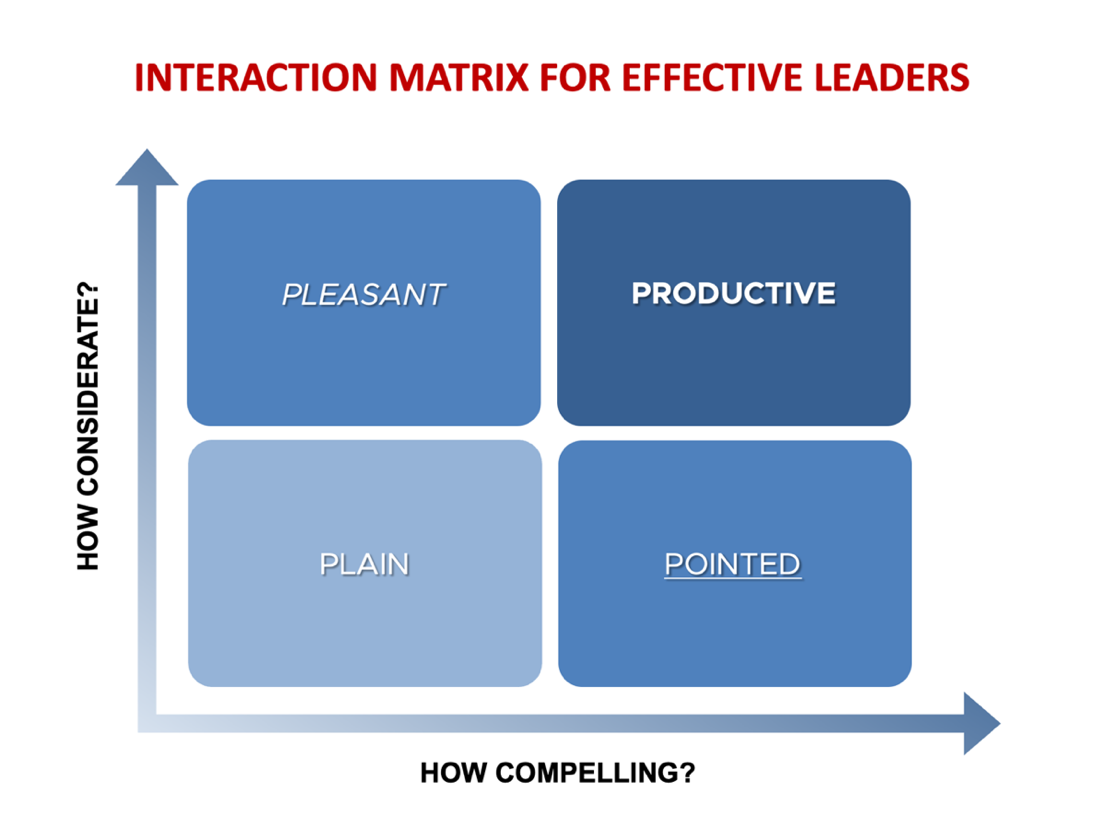 INTERACTION MATRIX FOR EFFECTIVE LEADERS
HOW CONSIDERATE?
PLEASANT
PRODUCTIVE
PLAIN
POINTED
HOW COMPELLING?